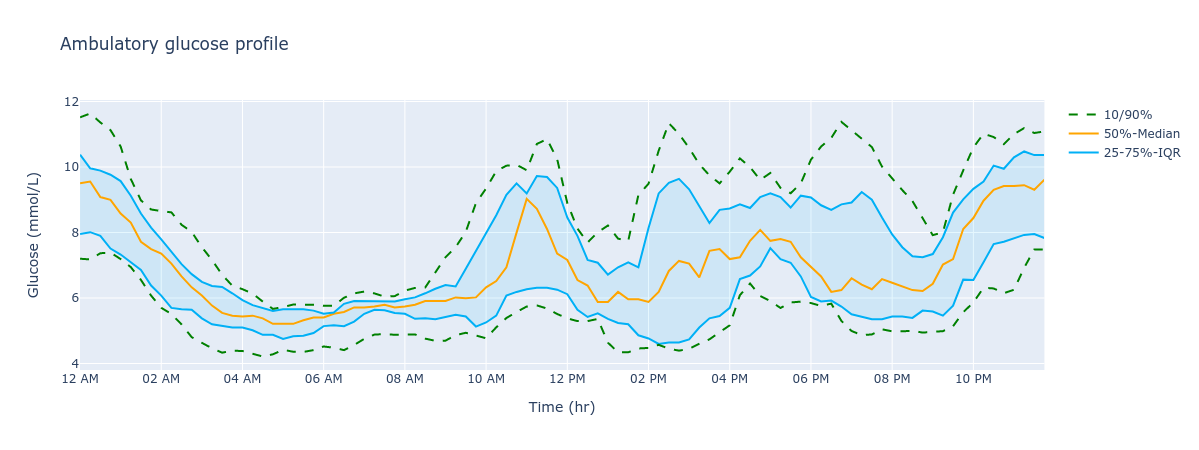 Ambulatory glucose profile
12
10
8
6
4
Glucose (mmol/L)
12 AM 02 AM 04 AM 06 AM 08 AM 10 AM 12 PM 02 PM 04 PM 06 PM 08 PM 10 PM
Time (hr)
10/90%
50%-Median
25-75%-IQR